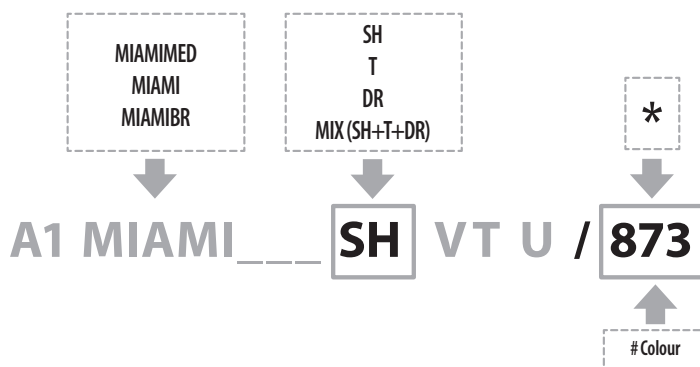 MIAMIMED
MIAMI
MIAMIBR
SH
T
DR
MIX (SH+T+DR)
*
A1 MIAMI___ SH VT U / 873
# Colour